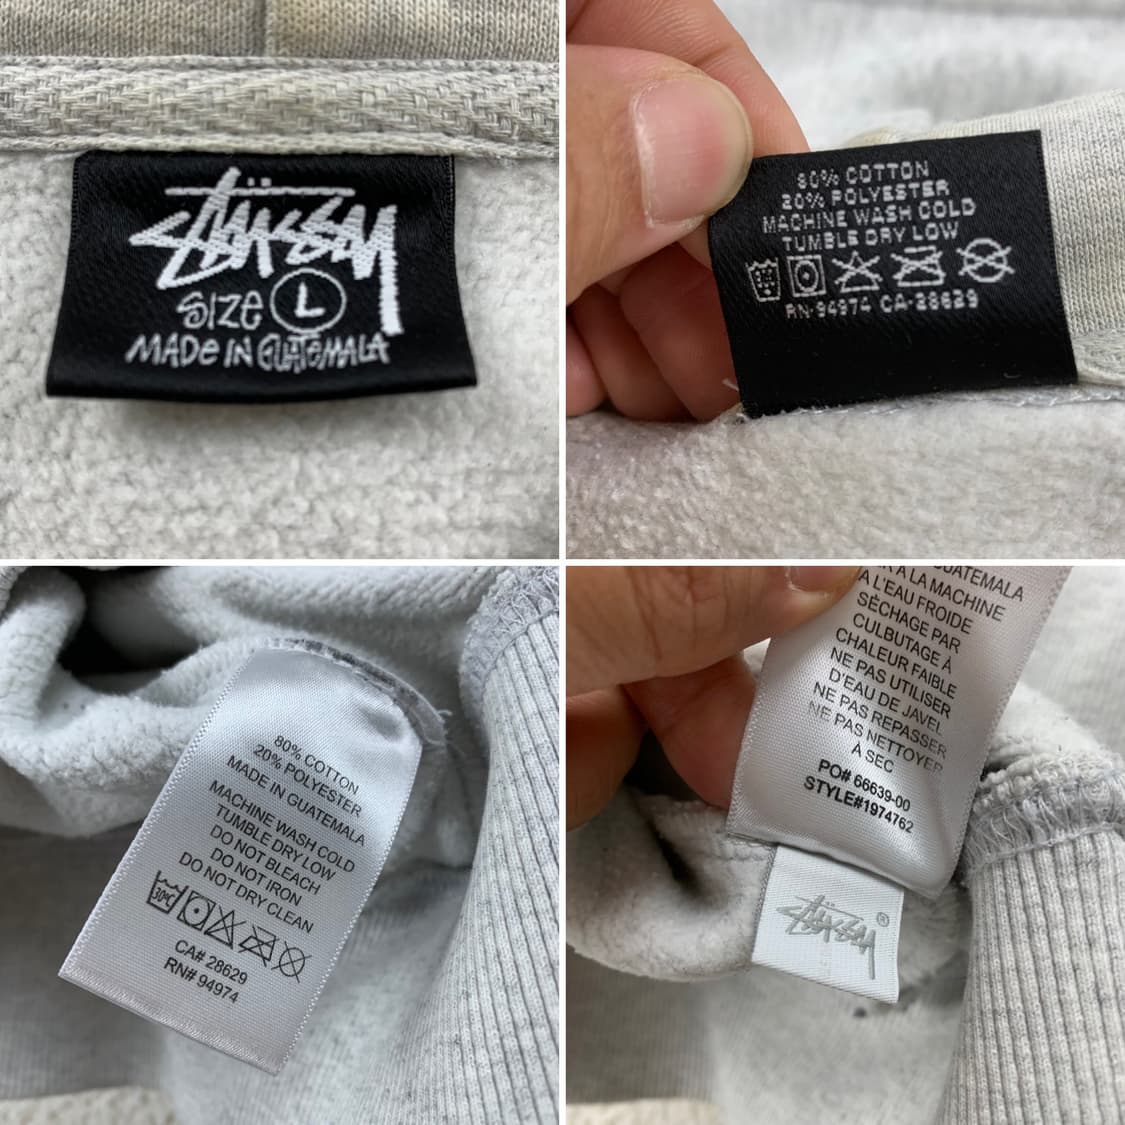 Stüssy
SIZE L
MADE IN GUATEMALA
80% COTTON
20% POLYESTER
MACHINE WASH COLD
TUMBLE DRY LOW
RN-94974 CA-28629
80% COTTON
20% POLYESTER
MADE IN GUATEMALA
MACHINE WASH COLD
TUMBLE DRY LOW
DO NOT BLEACH
DO NOT IRON
DO NOT DRY CLEAN
30°C
CA# 28629
RN# 94974
À LA MACHINE
L'EAU FROIDE
SÉCHAGE PAR
CULBUTAGE À
CHALEUR FAIBLE
NE PAS UTILISER
D'EAU DE JAVEL
NE PAS REPASSER
NE PAS NETTOYER
À SEC
PO# 66639-00
STYLE#1974762
Stüssy ®